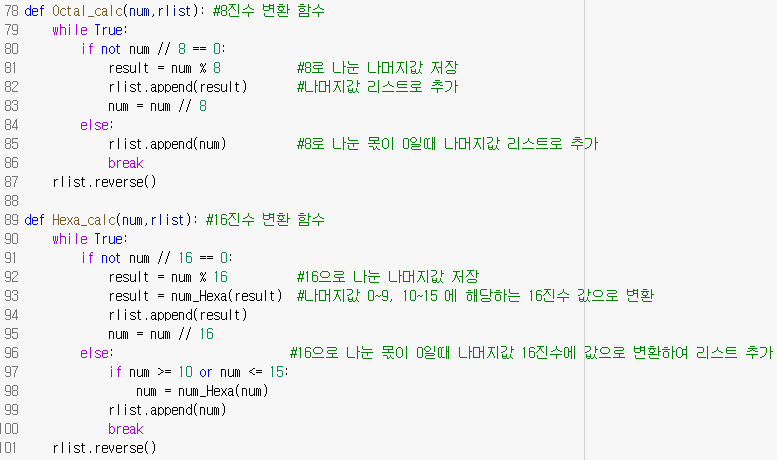 78 def Octal_calc(num,rlist): #8진수 변환 함수
79     while True:
80         if not num // 8 == 0:
81             result = num % 8           #8로 나눈 나머지값 저장
82             rlist.append(result)       #나머지값 리스트로 추가
83             num = num // 8
84         else:
85             rlist.append(num)          #8로 나눈 몫이 0일때 나머지값 리스트로 추가
86             break
87     rlist.reverse()
88
89 def Hexa_calc(num,rlist): #16진수 변환 함수
90     while True:
91         if not num // 16 == 0:
92             result = num % 16          #16으로 나눈 나머지값 저장
93             result = num_Hexa(result)  #나머지값 0~9, 10~15 에 해당하는 16진수 값으로 변환
94             rlist.append(result)
95             num = num // 16
96         else:                         #16으로 나눈 몫이 0일때 나머지값 16진수에 값으로 변환하여 리스트 추가
97             if num >= 10 or num <= 15:
98                 num = num_Hexa(num)
99             rlist.append(num)
100             break
101     rlist.reverse()